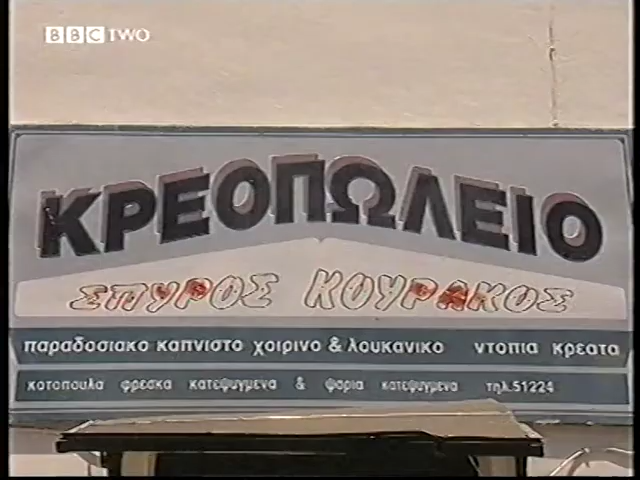 BBC TWO
ΚΡΕΟΠΩΛΕΙΟ
ΣΠΥΡΟΣ ΚΟΥΡΑΚΟΣ
παραδοσιακο καπνιστο χοιρινο & λουκανικο ντοπια κρεατα
κοτοπουλα φρεσκα κατεψυγμενα & ψαρια κατεψυγμενα τηλ.51224